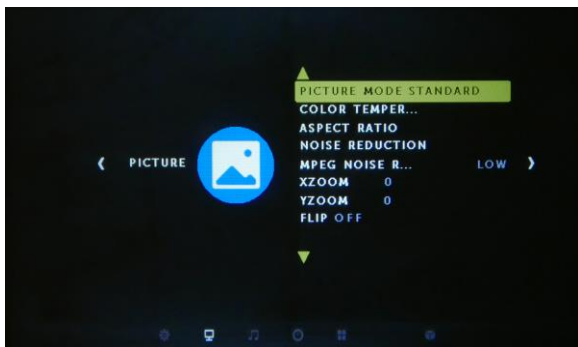 PICTURE
PICTURE MODE STANDARD
COLOR TEMPER...
ASPECT RATIO
NOISE REDUCTION
MPEG NOISE R... LOW
XZOOM 0
YZOOM 0
FLIP OFF